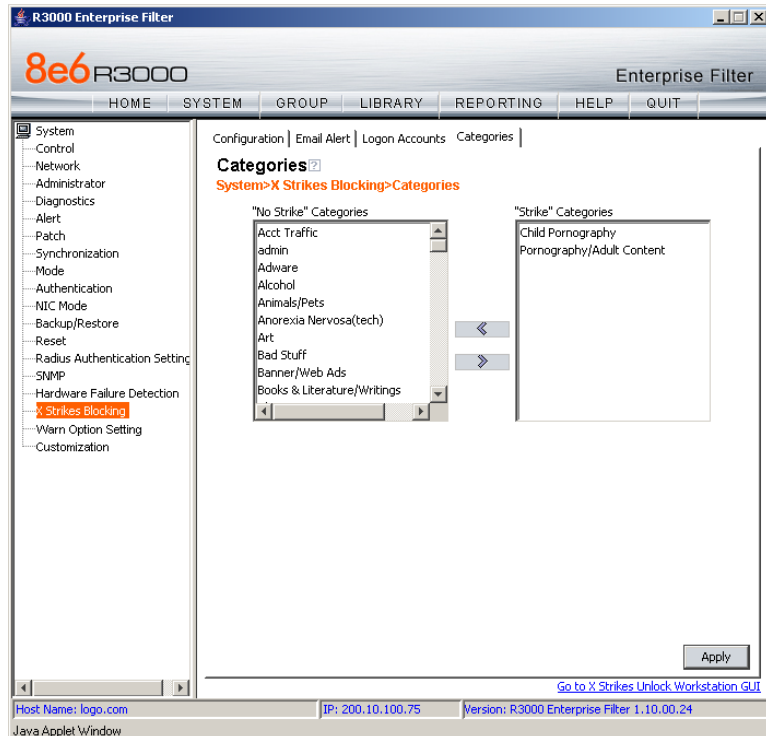 R3000 Enterprise Filter
8e6 R3000
Enterprise Filter
HOME SYSTEM GROUP LIBRARY REPORTING HELP QUIT
System
Control
Network
Administrator
Diagnostics
Alert
Patch
Synchronization
Mode
Authentication
NIC Mode
Backup/Restore
Reset
Radius Authentication Setting
SNMP
Hardware Failure Detection
X Strikes Blocking
Warn Option Setting
Customization
Configuration Email Alert Logon Accounts Categories
Categories ?
System>X Strikes Blocking>Categories
"No Strike" Categories
Acct Traffic
admin
Adware
Alcohol
Animals/Pets
Anorexia Nervosa(tech)
Art
Bad Stuff
Banner/Web Ads
Books & Literature/Writings
"Strike" Categories
Child Pornography
Pornography/Adult Content
Apply
Go to X Strikes Unlock Workstation GUI
Host Name: logo.com
IP: 200.10.100.75
Version: R3000 Enterprise Filter 1.10.00.24
Java Applet Window